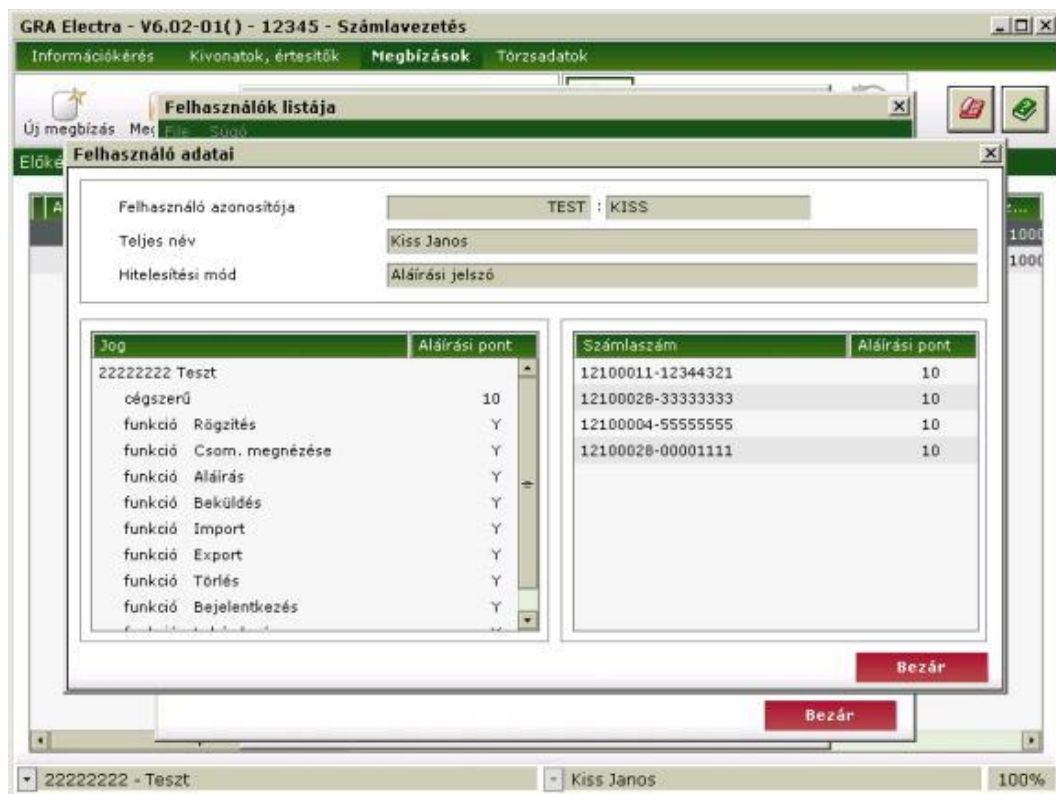 GRA Electra - V6.02-01( ) - 12345 - Számlavezetés
Információkérés Kivonatok, értesítők Megbízások Törzsadatok
Felhasználók listája
Új megbízás
File Súgó
Felhasználó adatai
Felhasználó azonosítója TEST : KISS
Teljes név Kiss Janos
Hitelesítési mód Aláírási jelszó
1000
1000
Jog Aláírási pont
22222222 Teszt
cégszerű 10
funkció Rögzítés Y
funkció Csom. megnézése Y
funkció Aláírás Y
funkció Beküldés Y
funkció Import Y
funkció Export Y
funkció Törlés Y
funkció Bejelentkezés Y
Számlaszám Aláírási pont
12100011-12344321 10
12100028-33333333 10
12100004-55555555 10
12100028-00001111 10
Bezár
Bezár
22222222 - Teszt Kiss Janos 100%